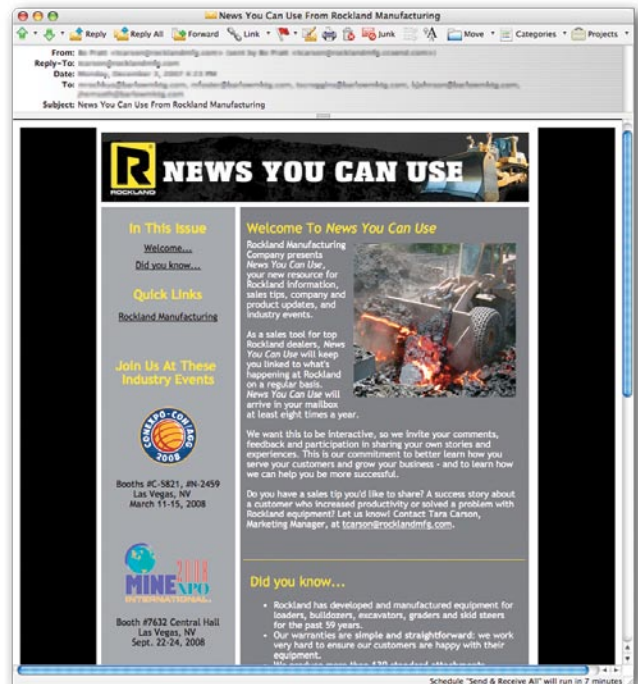 News You Can Use From Rockland Manufacturing
Reply Reply All Forward Link Junk Move Categories Projects
From:
Reply-To:
Date: Monday, December 3, 2007 4:23 PM
To:
Subject: News You Can Use From Rockland Manufacturing
R
ROCKLAND
NEWS YOU CAN USE
In This Issue
Welcome...
Did you know...
Quick Links
Rockland Manufacturing
Join Us At These
Industry Events
CONEXPO-CON/AGG
2008
Booths #C-5821, #N-2459
Las Vegas, NV
March 11-15, 2008
MINExpo 2008
INTERNATIONAL
Booth #7632 Central Hall
Las Vegas, NV
Sept. 22-24, 2008
Welcome To News You Can Use
Rockland Manufacturing
Company presents
News You Can Use,
your new resource for
Rockland information,
sales tips, company and
product updates, and
industry events.
As a sales tool for top
Rockland dealers, News
You Can Use will keep
you linked to what's
happening at Rockland
on a regular basis.
News You Can Use will
arrive in your mailbox
at least eight times a year.
We want this to be interactive, so we invite your comments,
feedback and participation in sharing your own stories and
experiences. This is our commitment to better learn how you
serve your customers and grow your business - and to learn how
we can help you be more successful.
Do you have a sales tip you'd like to share? A success story about
a customer who increased productivity or solved a problem with
Rockland equipment? Let us know! Contact Tara Carson,
Marketing Manager, at tcarson@rocklandmfg.com.
Did you know...
• Rockland has developed and manufactured equipment for
loaders, bulldozers, excavators, graders and skid steers
for the past 59 years.
• Our warranties are simple and straightforward: we work
very hard to ensure our customers are happy with their
equipment.
• We produce more than 120 standard attachments
Schedule "Send & Receive All" will run in 7 minutes